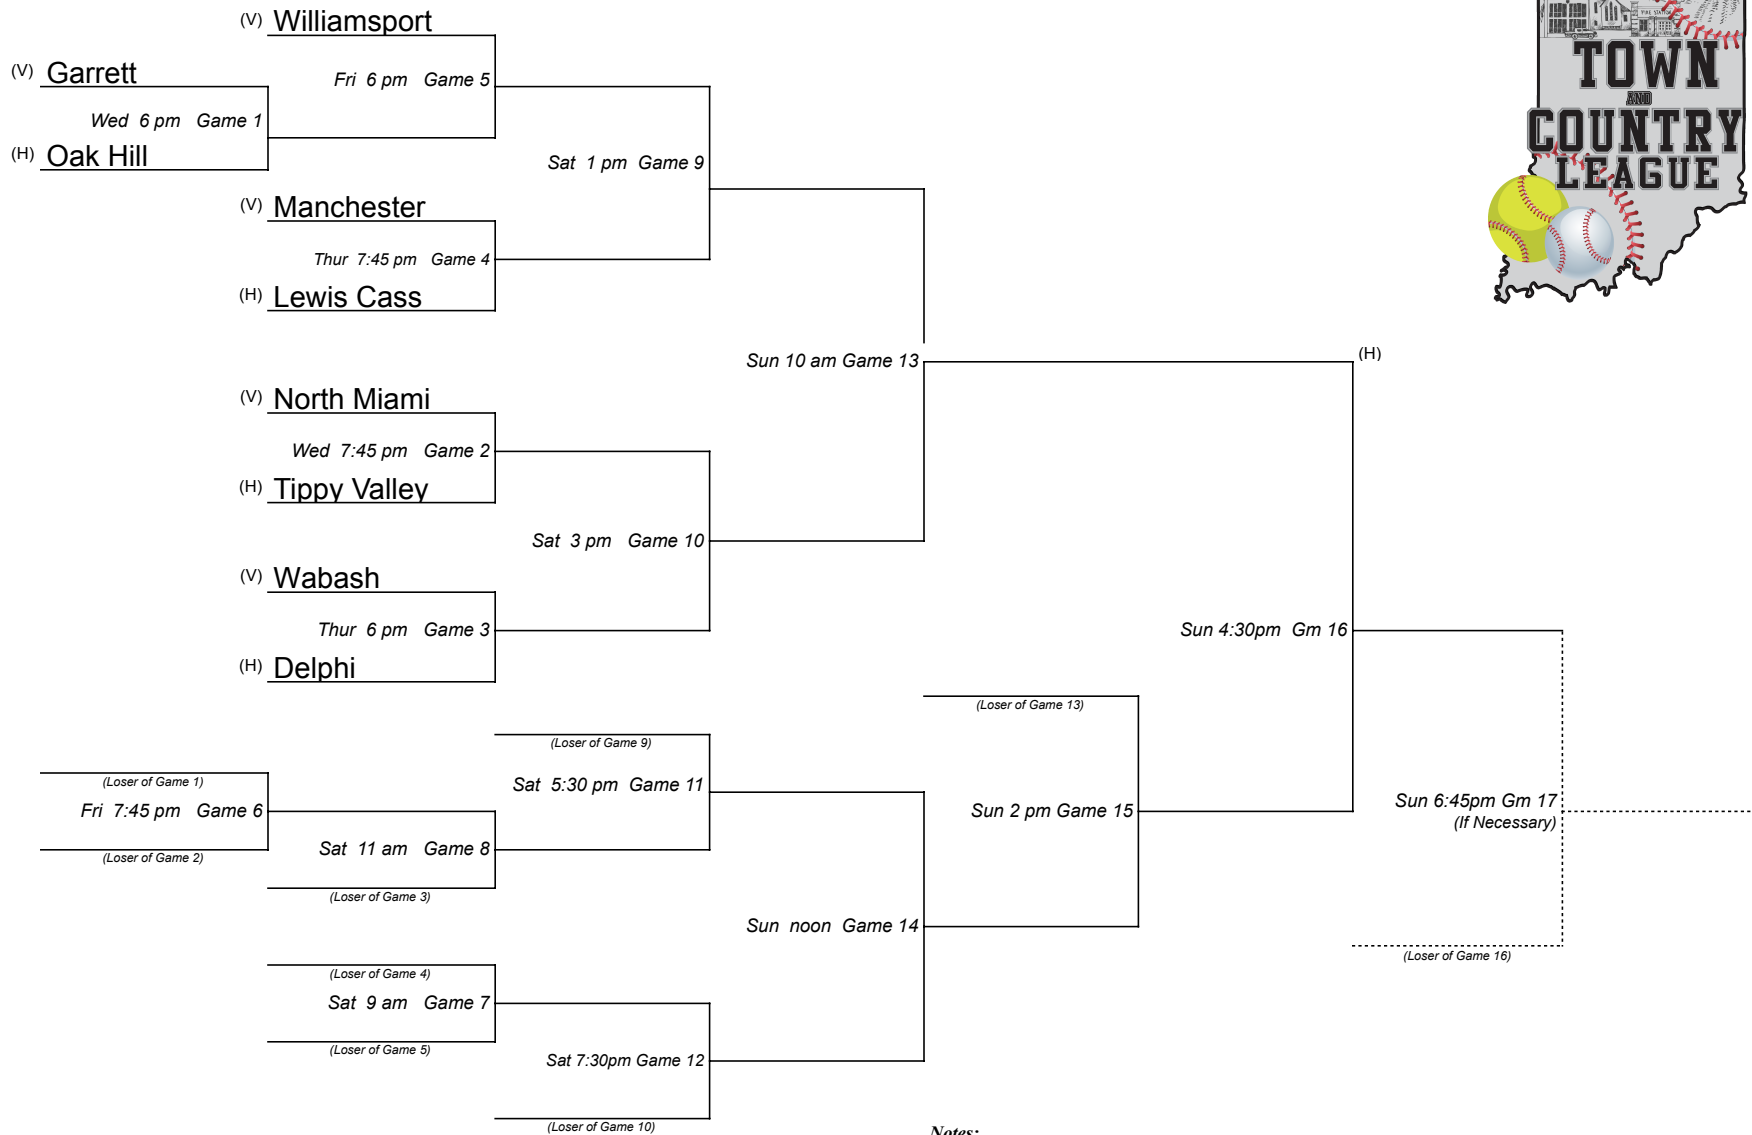 (V) Williamsport
(V) Garrett
Fri 6 pm Game 5
Wed 6 pm Game 1
(H) Oak Hill
Sat 1 pm Game 9
(V) Manchester
Thur 7:45 pm Game 4
(H) Lewis Cass
FIRE STATION
TOWN
AND
COUNTRY
LEAGUE
Sun 10 am Game 13
(H)
(V) North Miami
Wed 7:45 pm Game 2
(H) Tippy Valley
Sat 3 pm Game 10
(V) Wabash
Thur 6 pm Game 3
(H) Delphi
Sun 4:30pm Gm 16
(Loser of Game 13)
(Loser of Game 9)
(Loser of Game 1)
Sat 5:30 pm Game 11
Fri 7:45 pm Game 6
Sun 2 pm Game 15
Sun 6:45pm Gm 17
(If Necessary)
(Loser of Game 2)
Sat 11 am Game 8
(Loser of Game 3)
Sun noon Game 14
(Loser of Game 16)
(Loser of Game 4)
Sat 9 am Game 7
(Loser of Game 5)
Sat 7:30pm Game 12
(Loser of Game 10)
Notes: